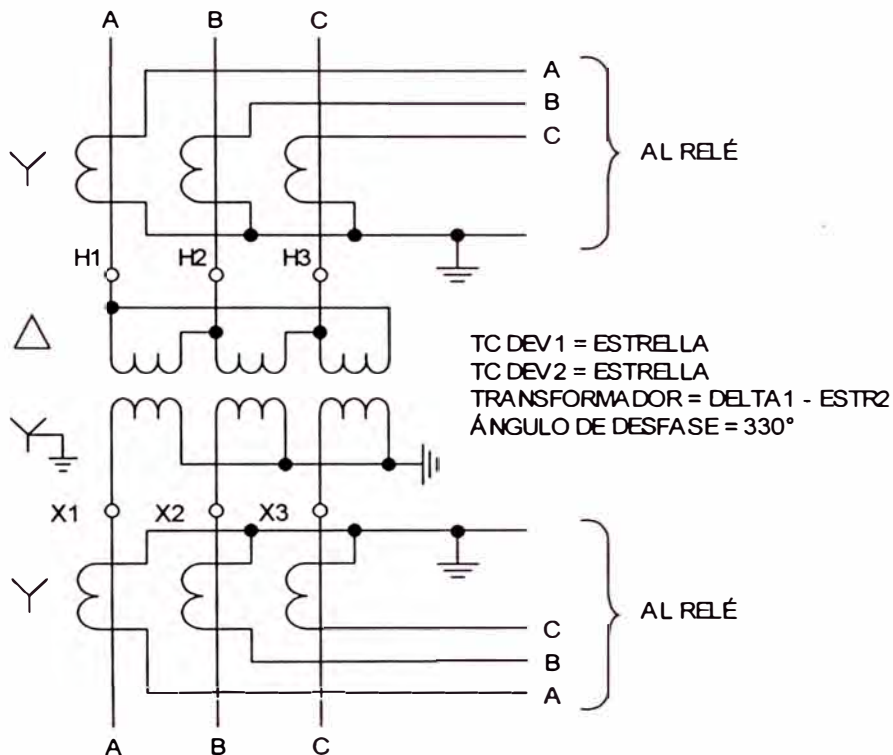 A B C
A
B
C
AL RELÉ
H1 H2 H3
TC DEV1 = ESTRELLA
TC DEV2 = ESTRELLA
TRANSFORMADOR = DELTA1 - ESTR2
ÁNGULO DE DESFASE = 330°
X1 X2 X3
C
B
A
AL RELÉ
A B C